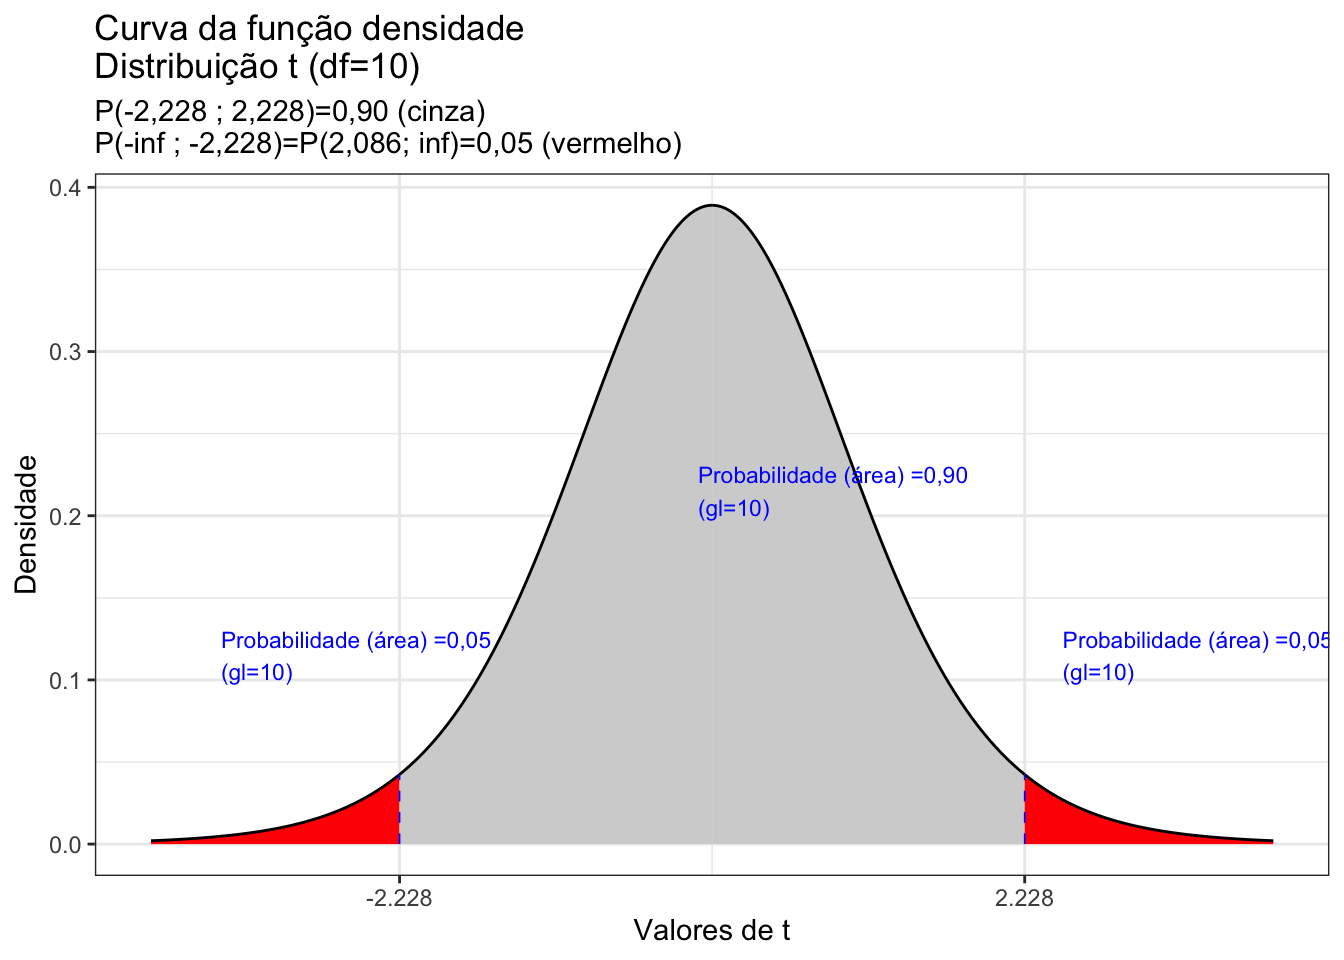 Curva da função densidade
Distribuição t (df=10)
P(-2,228 ; 2,228)=0,90 (cinza)
P(-inf ; -2,228)=P(2,086; inf)=0,05 (vermelho)
0.4
0.3
0.2
0.1
0.0
Densidade
Probabilidade (área) =0,90
(gl=10)
Probabilidade (área) =0,05
(gl=10)
Probabilidade (área) =0,05
(gl=10)
-2.228
2.228
Valores de t